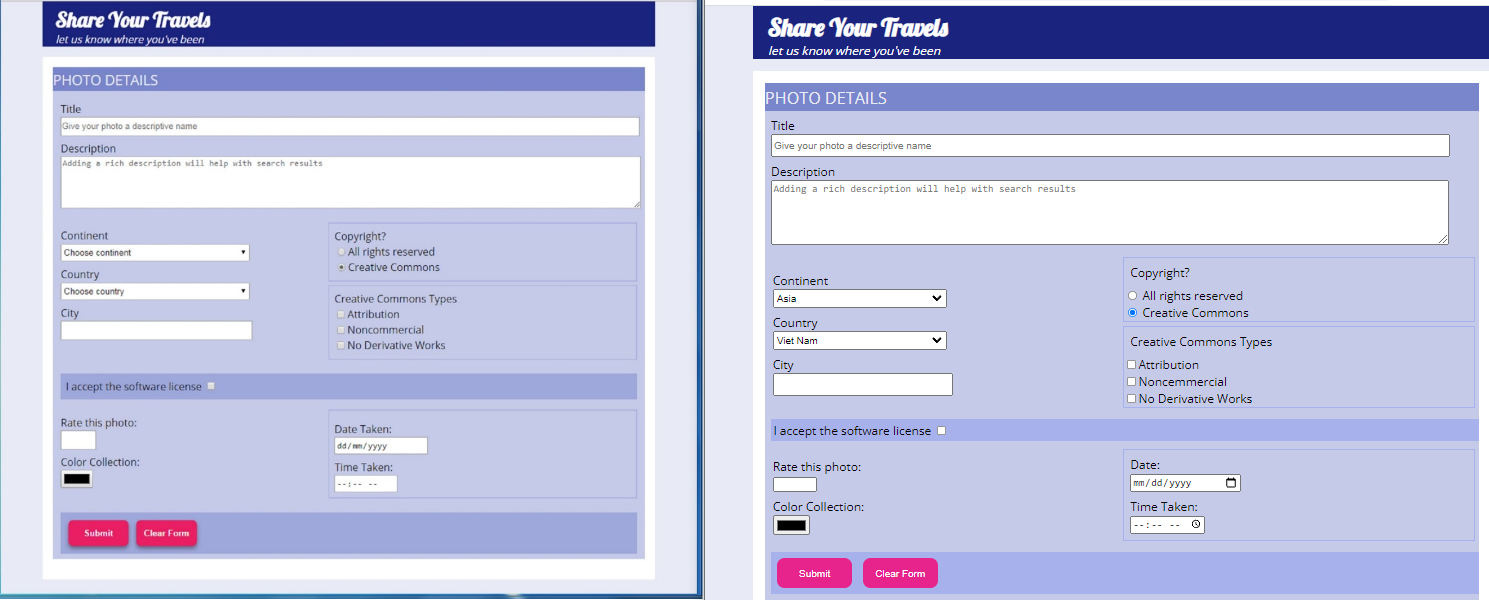 Share Your Travels
let us know where you've been
PHOTO DETAILS
Title
Give your photo a descriptive name
Description
Adding a rich description will help with search results
Continent
Choose continent
Country
Choose country
City
Copyright?
All rights reserved
Creative Commons
Creative Commons Types
Attribution
Noncommercial
No Derivative Works
I accept the software license
Rate this photo:
Color Collection:
Date Taken:
dd/mm/yyyy
Time Taken:
--:-- --
Submit
Clear Form
Share Your Travels
let us know where you've been
PHOTO DETAILS
Title
Give your photo a descriptive name
Description
Adding a rich description will help with search results
Continent
Asia
Country
Viet Nam
City
Copyright?
All rights reserved
Creative Commons
Creative Commons Types
Attribution
Noncemmercial
No Derivative Works
I accept the software license
Rate this photo:
Color Collection:
Date:
mm/dd/yyyy
Time Taken:
--:-- --
Submit
Clear Form